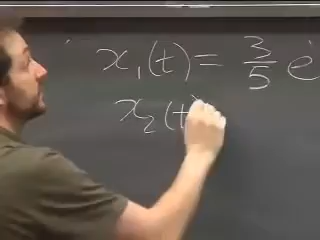 x₁(t) = 3/5 e
x₂(t)